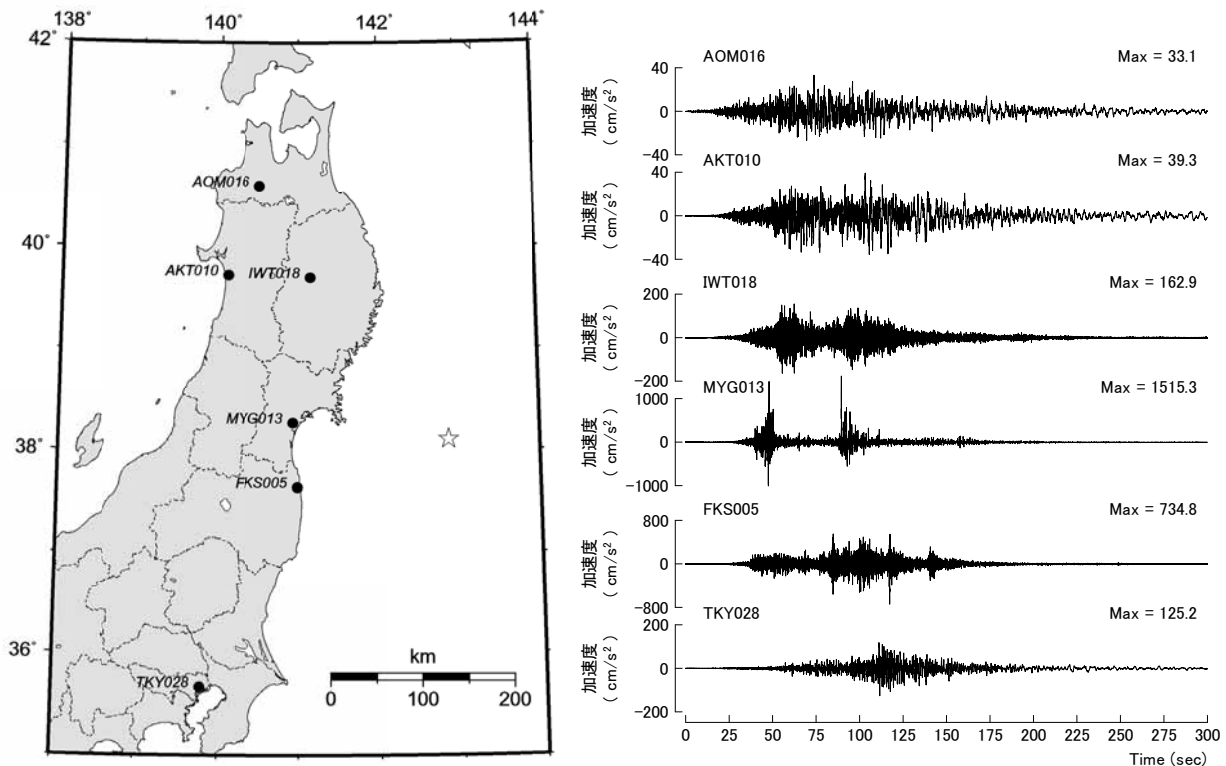 138˚ 140˚ 142˚ 144˚
42˚
40˚
38˚
36˚
AOM016
AKT010
IWT018
MYG013
FKS005
TKY028
km
0 100 200
AOM016 Max = 33.1
加速度
( cm/s² )
40
0
−40
AKT010 Max = 39.3
加速度
( cm/s² )
40
0
−40
IWT018 Max = 162.9
加速度
( cm/s² )
200
0
−200
MYG013 Max = 1515.3
加速度
( cm/s² )
1000
0
−1000
FKS005 Max = 734.8
加速度
( cm/s² )
800
0
−800
TKY028 Max = 125.2
加速度
( cm/s² )
200
0
−200
0 25 50 75 100 125 150 175 200 225 250 275 300
Time (sec)